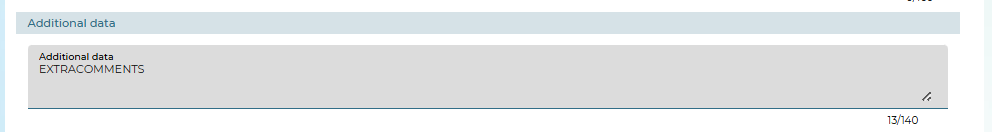 Additional data
Additional data
EXTRACOMMENTS
13/140